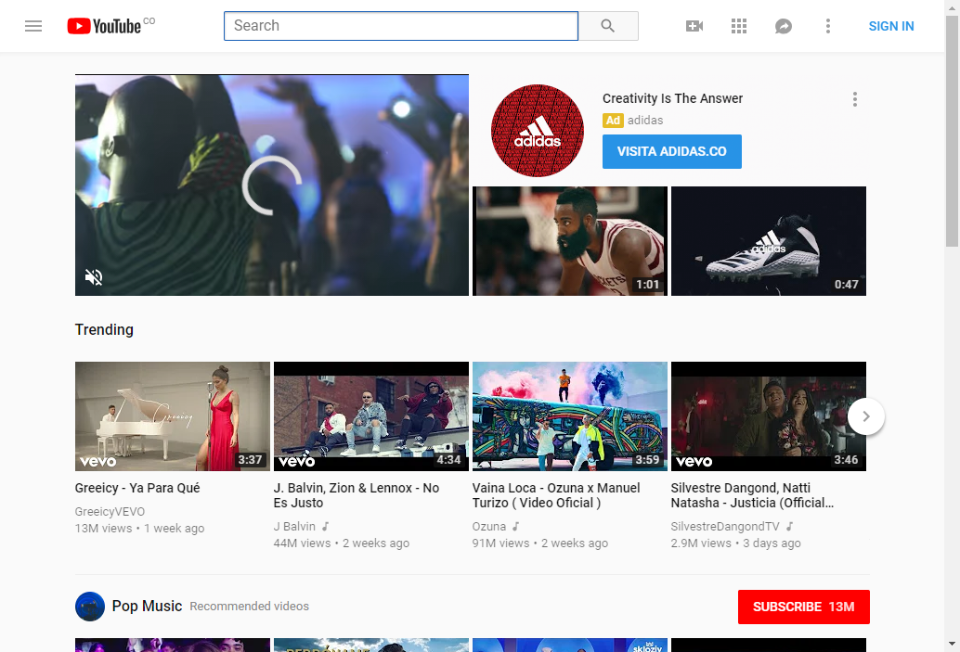 YouTube CO
Search
SIGN IN
Creativity Is The Answer
Ad adidas
VISITA ADIDAS.CO
adidas
adidas
1:01
0:47
Trending
Greeicy
vevo
3:37
vevo
4:34
3:59
vevo
3:46
Greeicy - Ya Para Qué
GreeicyVEVO
13M views • 1 week ago
J. Balvin, Zion & Lennox - No
Es Justo
J Balvin
44M views • 2 weeks ago
Vaina Loca - Ozuna x Manuel
Turizo ( Video Oficial )
Ozuna
91M views • 2 weeks ago
Silvestre Dangond, Natti
Natasha - Justicia (Official...
SilvestreDangondTV
2.9M views • 3 days ago
Pop Music Recommended videos
SUBSCRIBE 13M